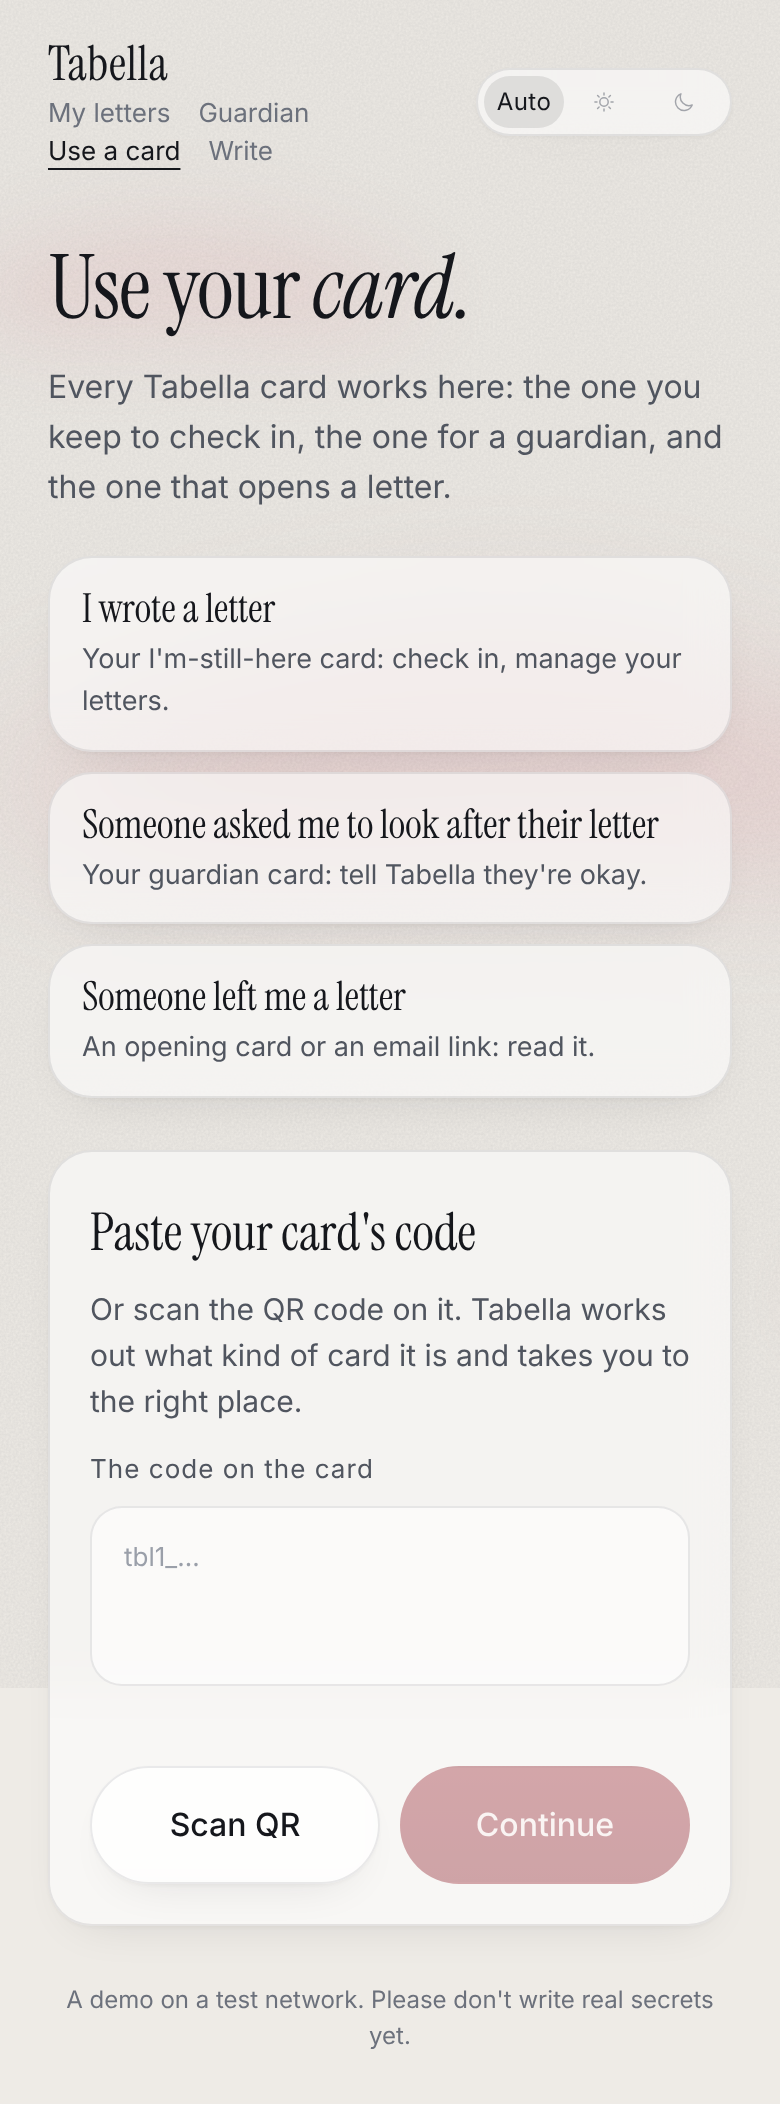 Tabella
My letters Guardian
Use a card Write
Auto
Use your card.
Every Tabella card works here: the one you
keep to check in, the one for a guardian, and
the one that opens a letter.
I wrote a letter
Your I'm-still-here card: check in, manage your
letters.
Someone asked me to look after their letter
Your guardian card: tell Tabella they're okay.
Someone left me a letter
An opening card or an email link: read it.
Paste your card's code
Or scan the QR code on it. Tabella works
out what kind of card it is and takes you to
the right place.
The code on the card
tbl1_...
Scan QR
Continue
A demo on a test network. Please don't write real secrets
yet.